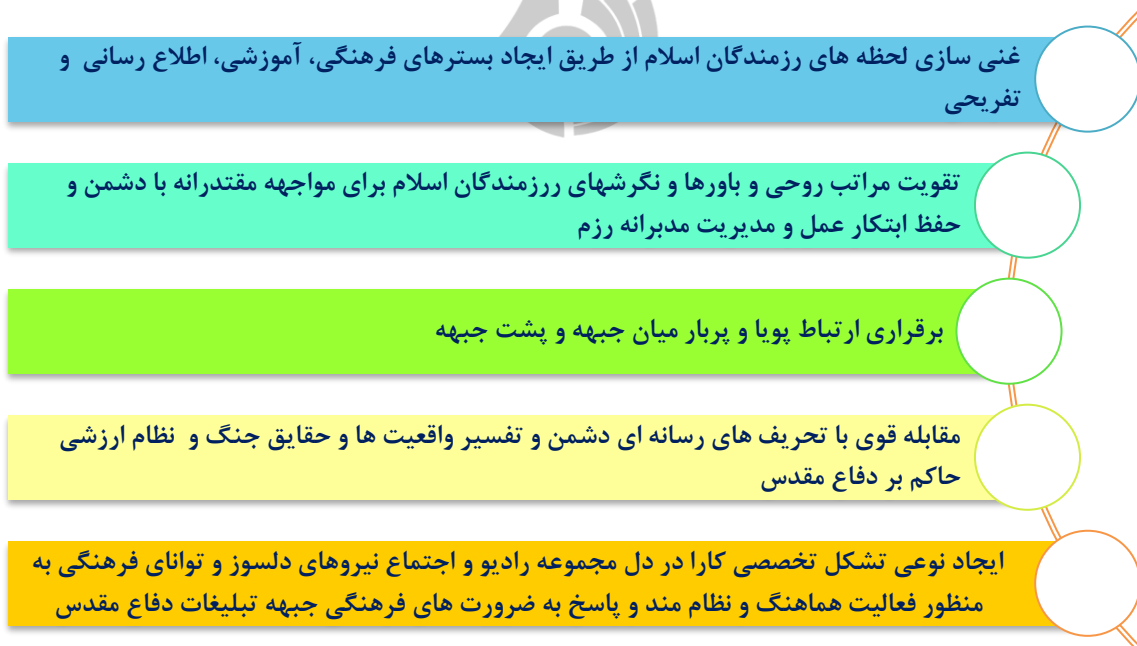 غنی سازی لحظه های رزمندگان اسلام از طریق ایجاد بسترهای فرهنگی، آموزشی، اطلاع رسانی و
تفریحی
تقویت مراتب روحی و باورها و نگرشهای ررزمندگان اسلام برای مواجهه مقتدرانه با دشمن و
حفظ ابتکار عمل و مدیریت مدبرانه رزم
برقراری ارتباط پویا و پربار میان جبهه و پشت جبهه
مقابله قوی با تحریف های رسانه ای دشمن و تفسیر واقعیت ها و حقایق جنگ و نظام ارزشی
حاکم بر دفاع مقدس
ایجاد نوعی تشکل تخصصی کارا در دل مجموعه رادیو و اجتماع نیروهای دلسوز و توانای فرهنگی به
منظور فعالیت هماهنگ و نظام مند و پاسخ به ضرورت های فرهنگی جبهه تبلیغات دفاع مقدس